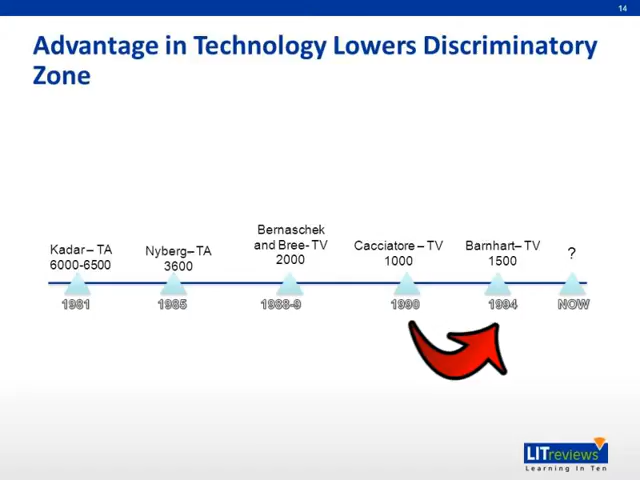 14
Advantage in Technology Lowers Discriminatory
Zone
Kadar – TA
6000-6500
Nyberg– TA
3600
Bernaschek
and Bree- TV
2000
Cacciatore – TV
1000
Barnhart– TV
1500
?
1981
1985
1988-9
1990
1994
NOW
LITreviews
Learning In Ten